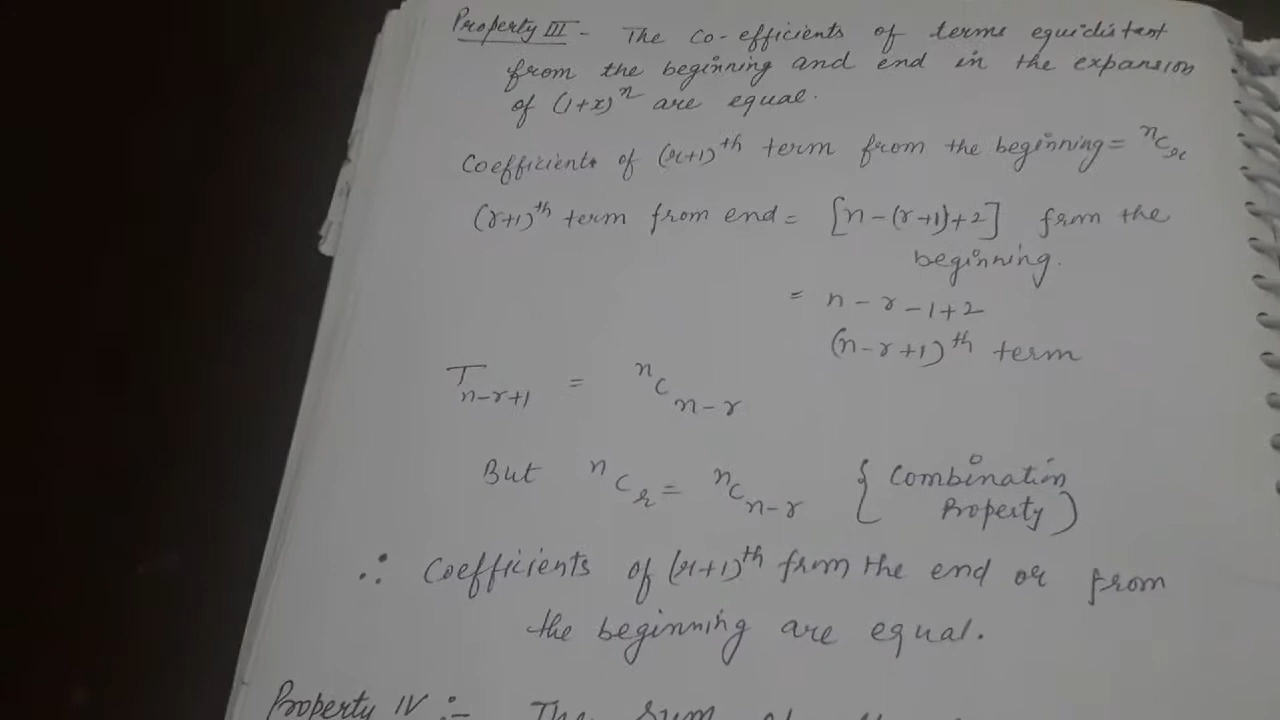 Property III - The co-efficients of terms equidistant
from the beginning and end in the expansion
of (1+x)^n are equal.
Coefficients of (r+1)^th term from the beginning = ^nC_r
(r+1)^th term from end = [n-(r+1)+2] from the
beginning.
= n-r-1+2
(n-r+1)^th term
T_{n-r+1} = ^nC_{n-r}
But ^nC_r = ^nC_{n-r} { Combination
Property )
∴ Coefficients of (r+1)^th from the end or from
the beginning are equal.
Property IV :- The sum of